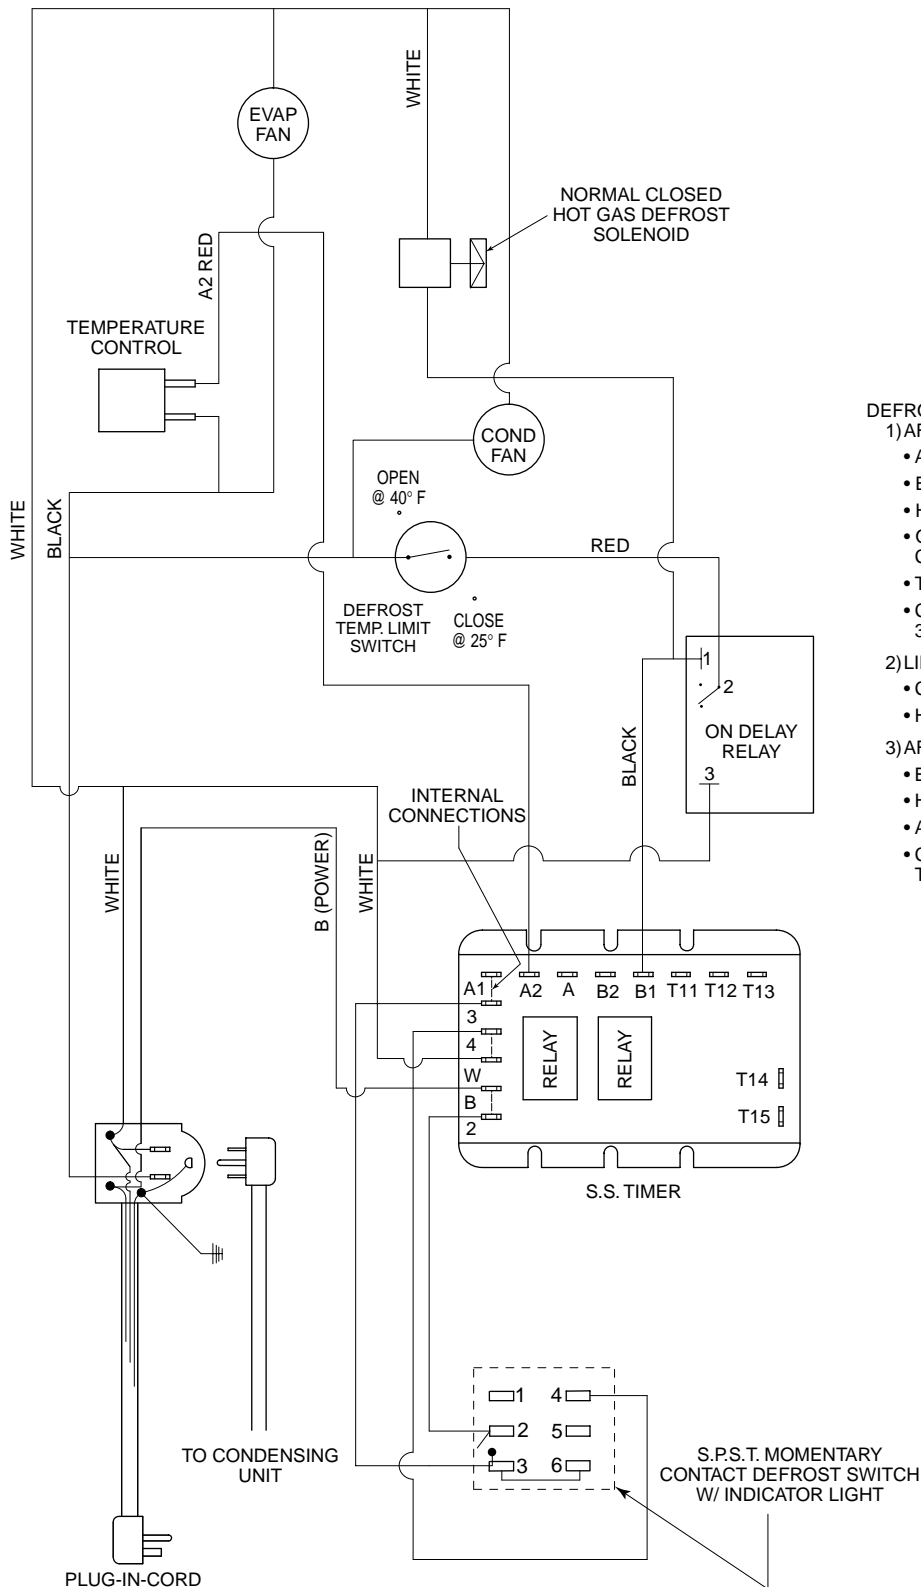 WHITE
EVAP
FAN
NORMAL CLOSED
HOT GAS DEFROST
SOLENOID
A2 RED
TEMPERATURE
CONTROL
COND
FAN
OPEN
@ 40° F
WHITE
BLACK
RED
DEFROST
TEMP. LIMIT
SWITCH
CLOSE
@ 25° F
1
2
ON DELAY
RELAY
3
BLACK
INTERNAL
CONNECTIONS
WHITE
B (POWER)
WHITE
A1
A2
A
B2
B1
T11
T12
T13
3
4
W
B
2
RELAY
RELAY
T14
T15
S.S. TIMER
1
4
2
5
3
6
TO CONDENSING
UNIT
S.P.S.T. MOMENTARY
CONTACT DEFROST SWITCH
W/ INDICATOR LIGHT
PLUG-IN-CORD
1)
2)
3)